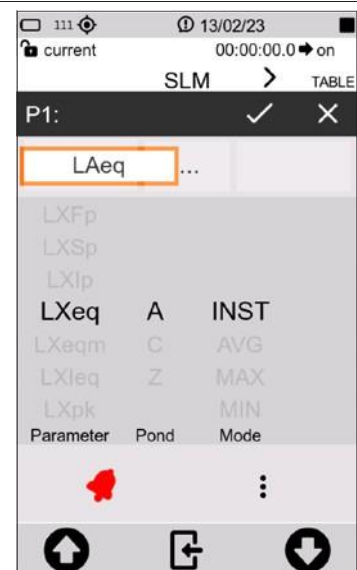 111 13/02/23
current 00:00:00.0 on
SLM > TABLE
P1:
LAeq ...
LXFp
LXSp
LXIp
LXeq A INST
LXeqm C AVG
LXIeq Z MAX
LXpk MIN
Parameter Pond Mode